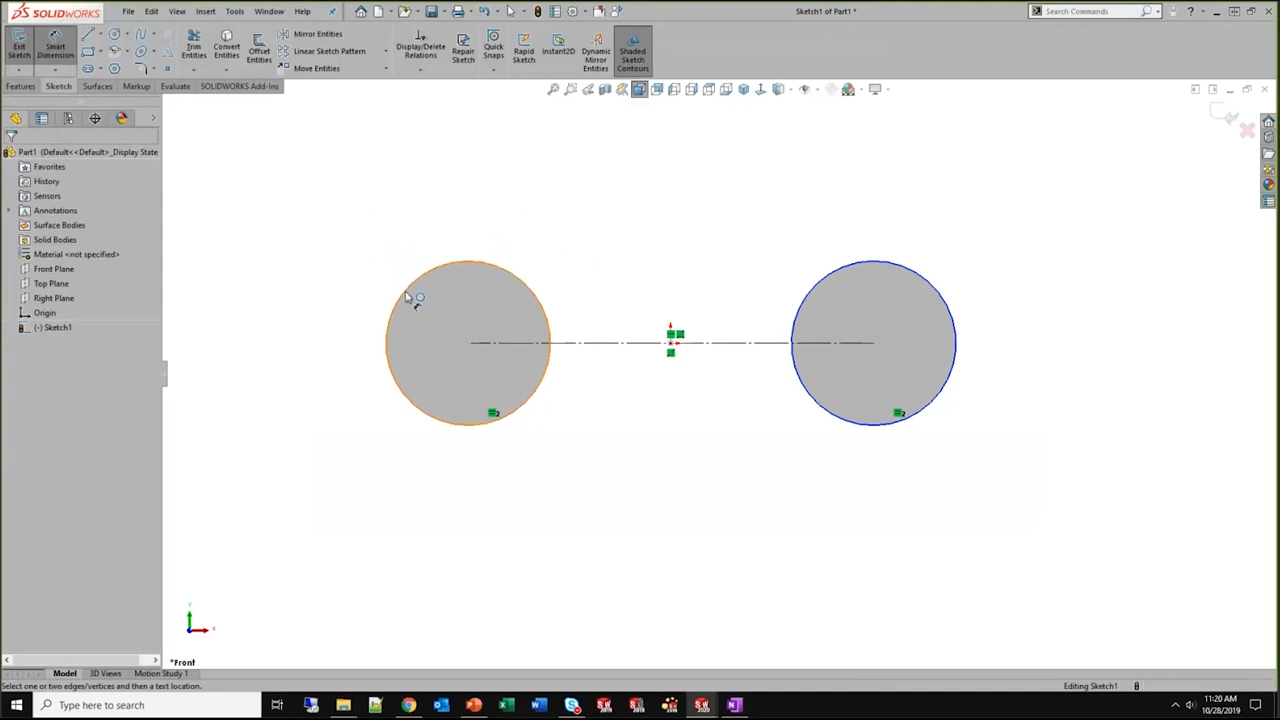 SOLIDWORKS File Edit View Insert Tools Window Help Sketch1 of Part1 Search Commands
Exit Sketch
Smart Dimension
Trim Entities
Convert Entities
Offset Entities
Mirror Entities
Linear Sketch Pattern
Move Entities
Display/Delete Relations
Repair Sketch
Quick Snaps
Rapid Sketch
Instant2D
Dynamic Mirror Entities
Shaded Sketch Contours
Features Sketch Surfaces Markup Evaluate SOLIDWORKS Add-Ins
Part1 (Default<<Default>_Display State
Favorites
History
Sensors
Annotations
Surface Bodies
Solid Bodies
Material <not specified>
Front Plane
Top Plane
Right Plane
Origin
(-) Sketch1
2
2
Y
X
*Front
Model 3D Views Motion Study 1
Select one or two edges/vertices and then a text location. Editing Sketch1
Type here to search
11:20 AM
10/28/2019